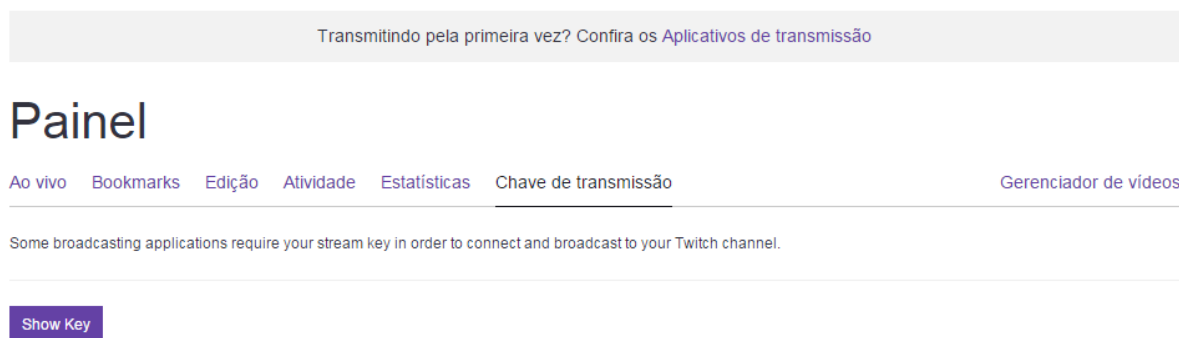 Transmitindo pela primeira vez? Confira os Aplicativos de transmissão
Painel
Ao vivo Bookmarks Edição Atividade Estatísticas Chave de transmissão Gerenciador de vídeos
Some broadcasting applications require your stream key in order to connect and broadcast to your Twitch channel.
Show Key